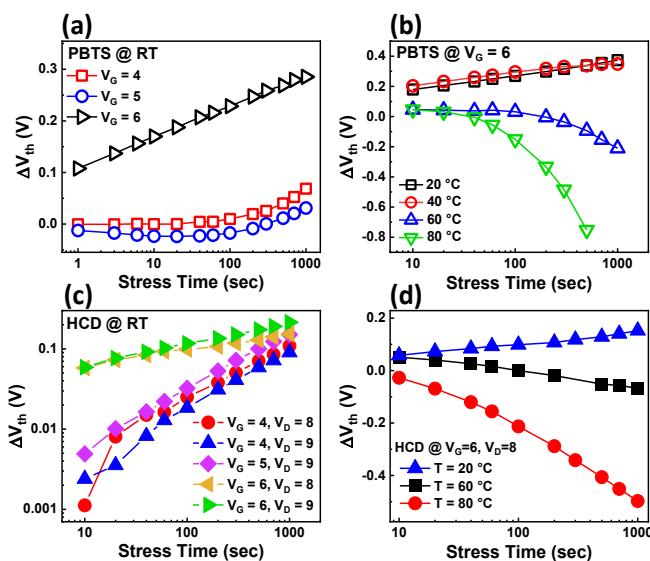 (a)
PBTS @ RT
V_G = 4
V_G = 5
V_G = 6
0.3
0.2
0.1
0.0
ΔV_th (V)
1 10 100 1000
Stress Time (sec)
(b)
PBTS @ V_G = 6
0.4
0.2
0.0
-0.2
-0.4
-0.6
-0.8
ΔV_th (V)
20 °C
40 °C
60 °C
80 °C
10 100 1000
Stress Time (sec)
(c)
HCD @ RT
0.1
0.01
0.001
ΔV_th (V)
V_G = 4, V_D = 8
V_G = 4, V_D = 9
V_G = 5, V_D = 9
V_G = 6, V_D = 8
V_G = 6, V_D = 9
10 100 1000
Stress Time (sec)
(d)
0.2
0.0
-0.2
-0.4
ΔV_th (V)
HCD @ V_G=6, V_D=8
T = 20 °C
T = 60 °C
T = 80 °C
10 100 1000
Stress Time (sec)